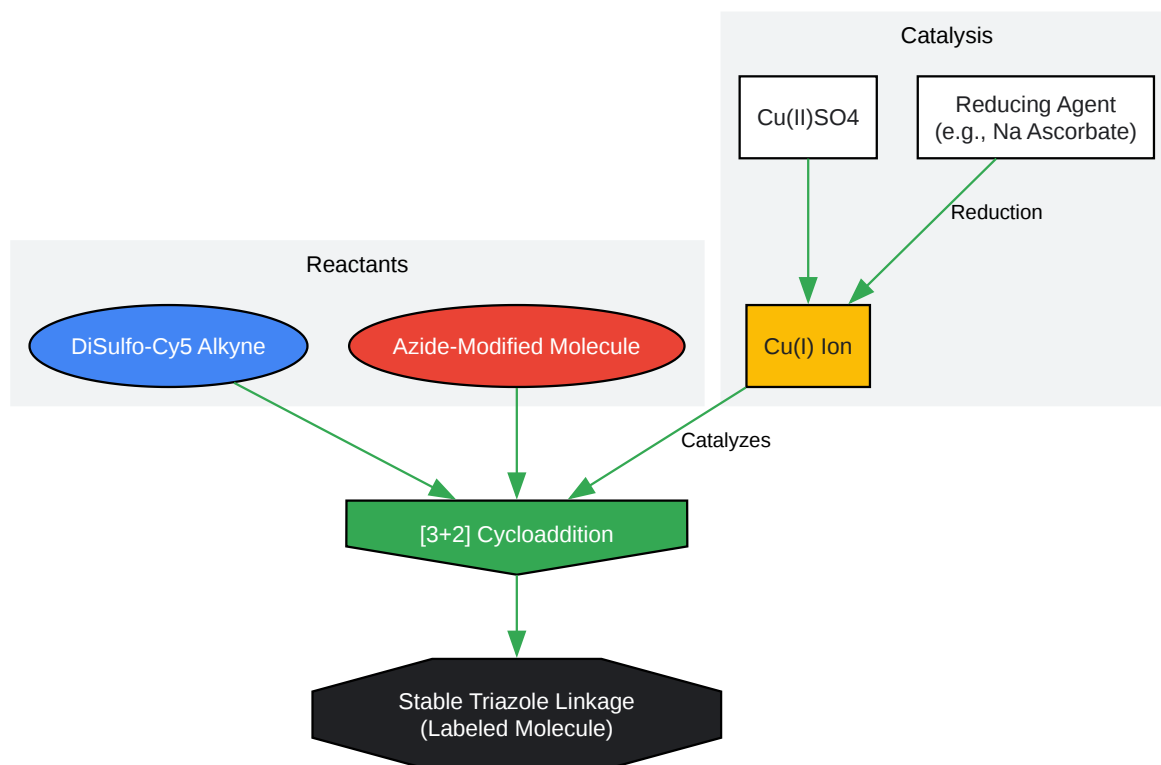 Catalysis
Cu(II)SO4
Reducing Agent
(e.g., Na Ascorbate)
Reduction
Reactants
DiSulfo-Cy5 Alkyne
Azide-Modified Molecule
Cu(I) Ion
Catalyzes
[3+2] Cycloaddition
Stable Triazole Linkage
(Labeled Molecule)